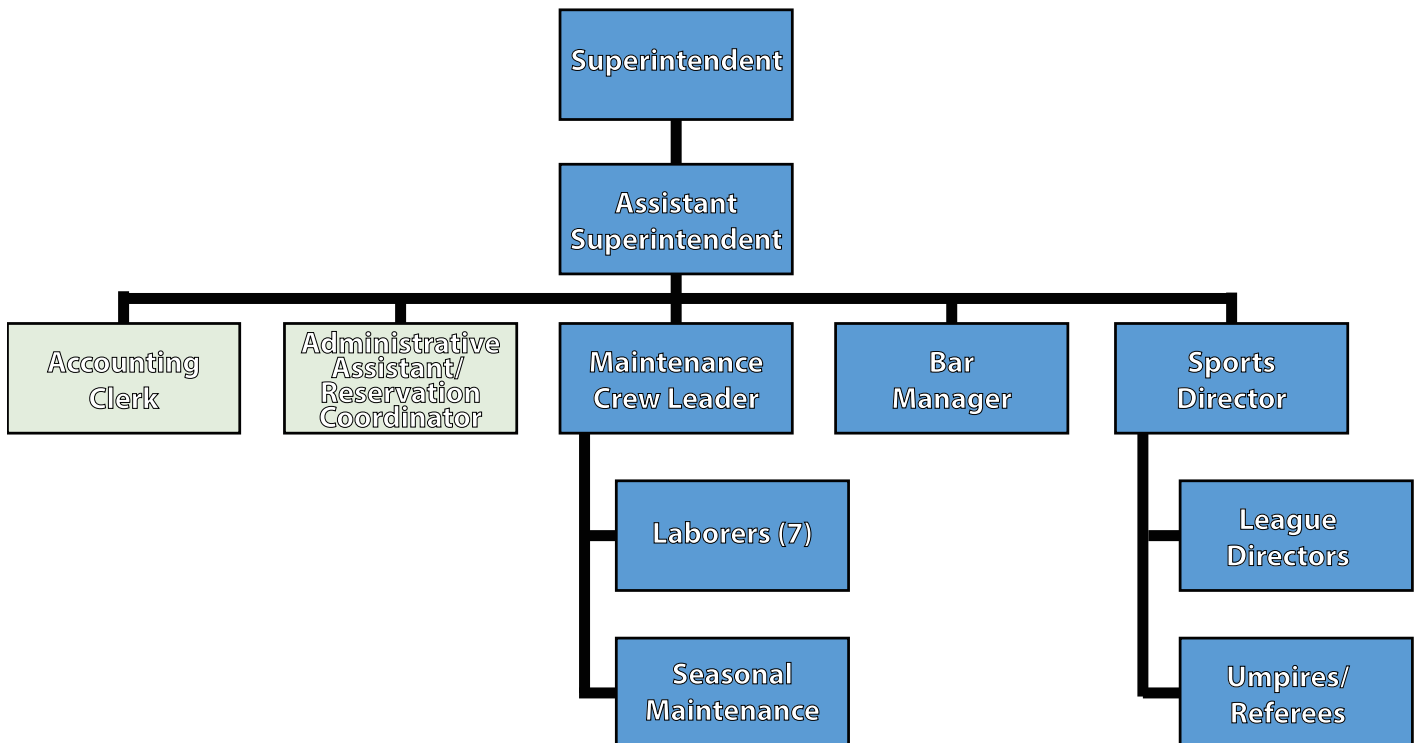 Superintendent
Assistant
Superintendent
Accounting
Clerk
Administrative
Assistant/
Reservation
Coordinator
Maintenance
Crew Leader
Bar
Manager
Sports
Director
Laborers (7)
League
Directors
Seasonal
Maintenance
Umpires/
Referees